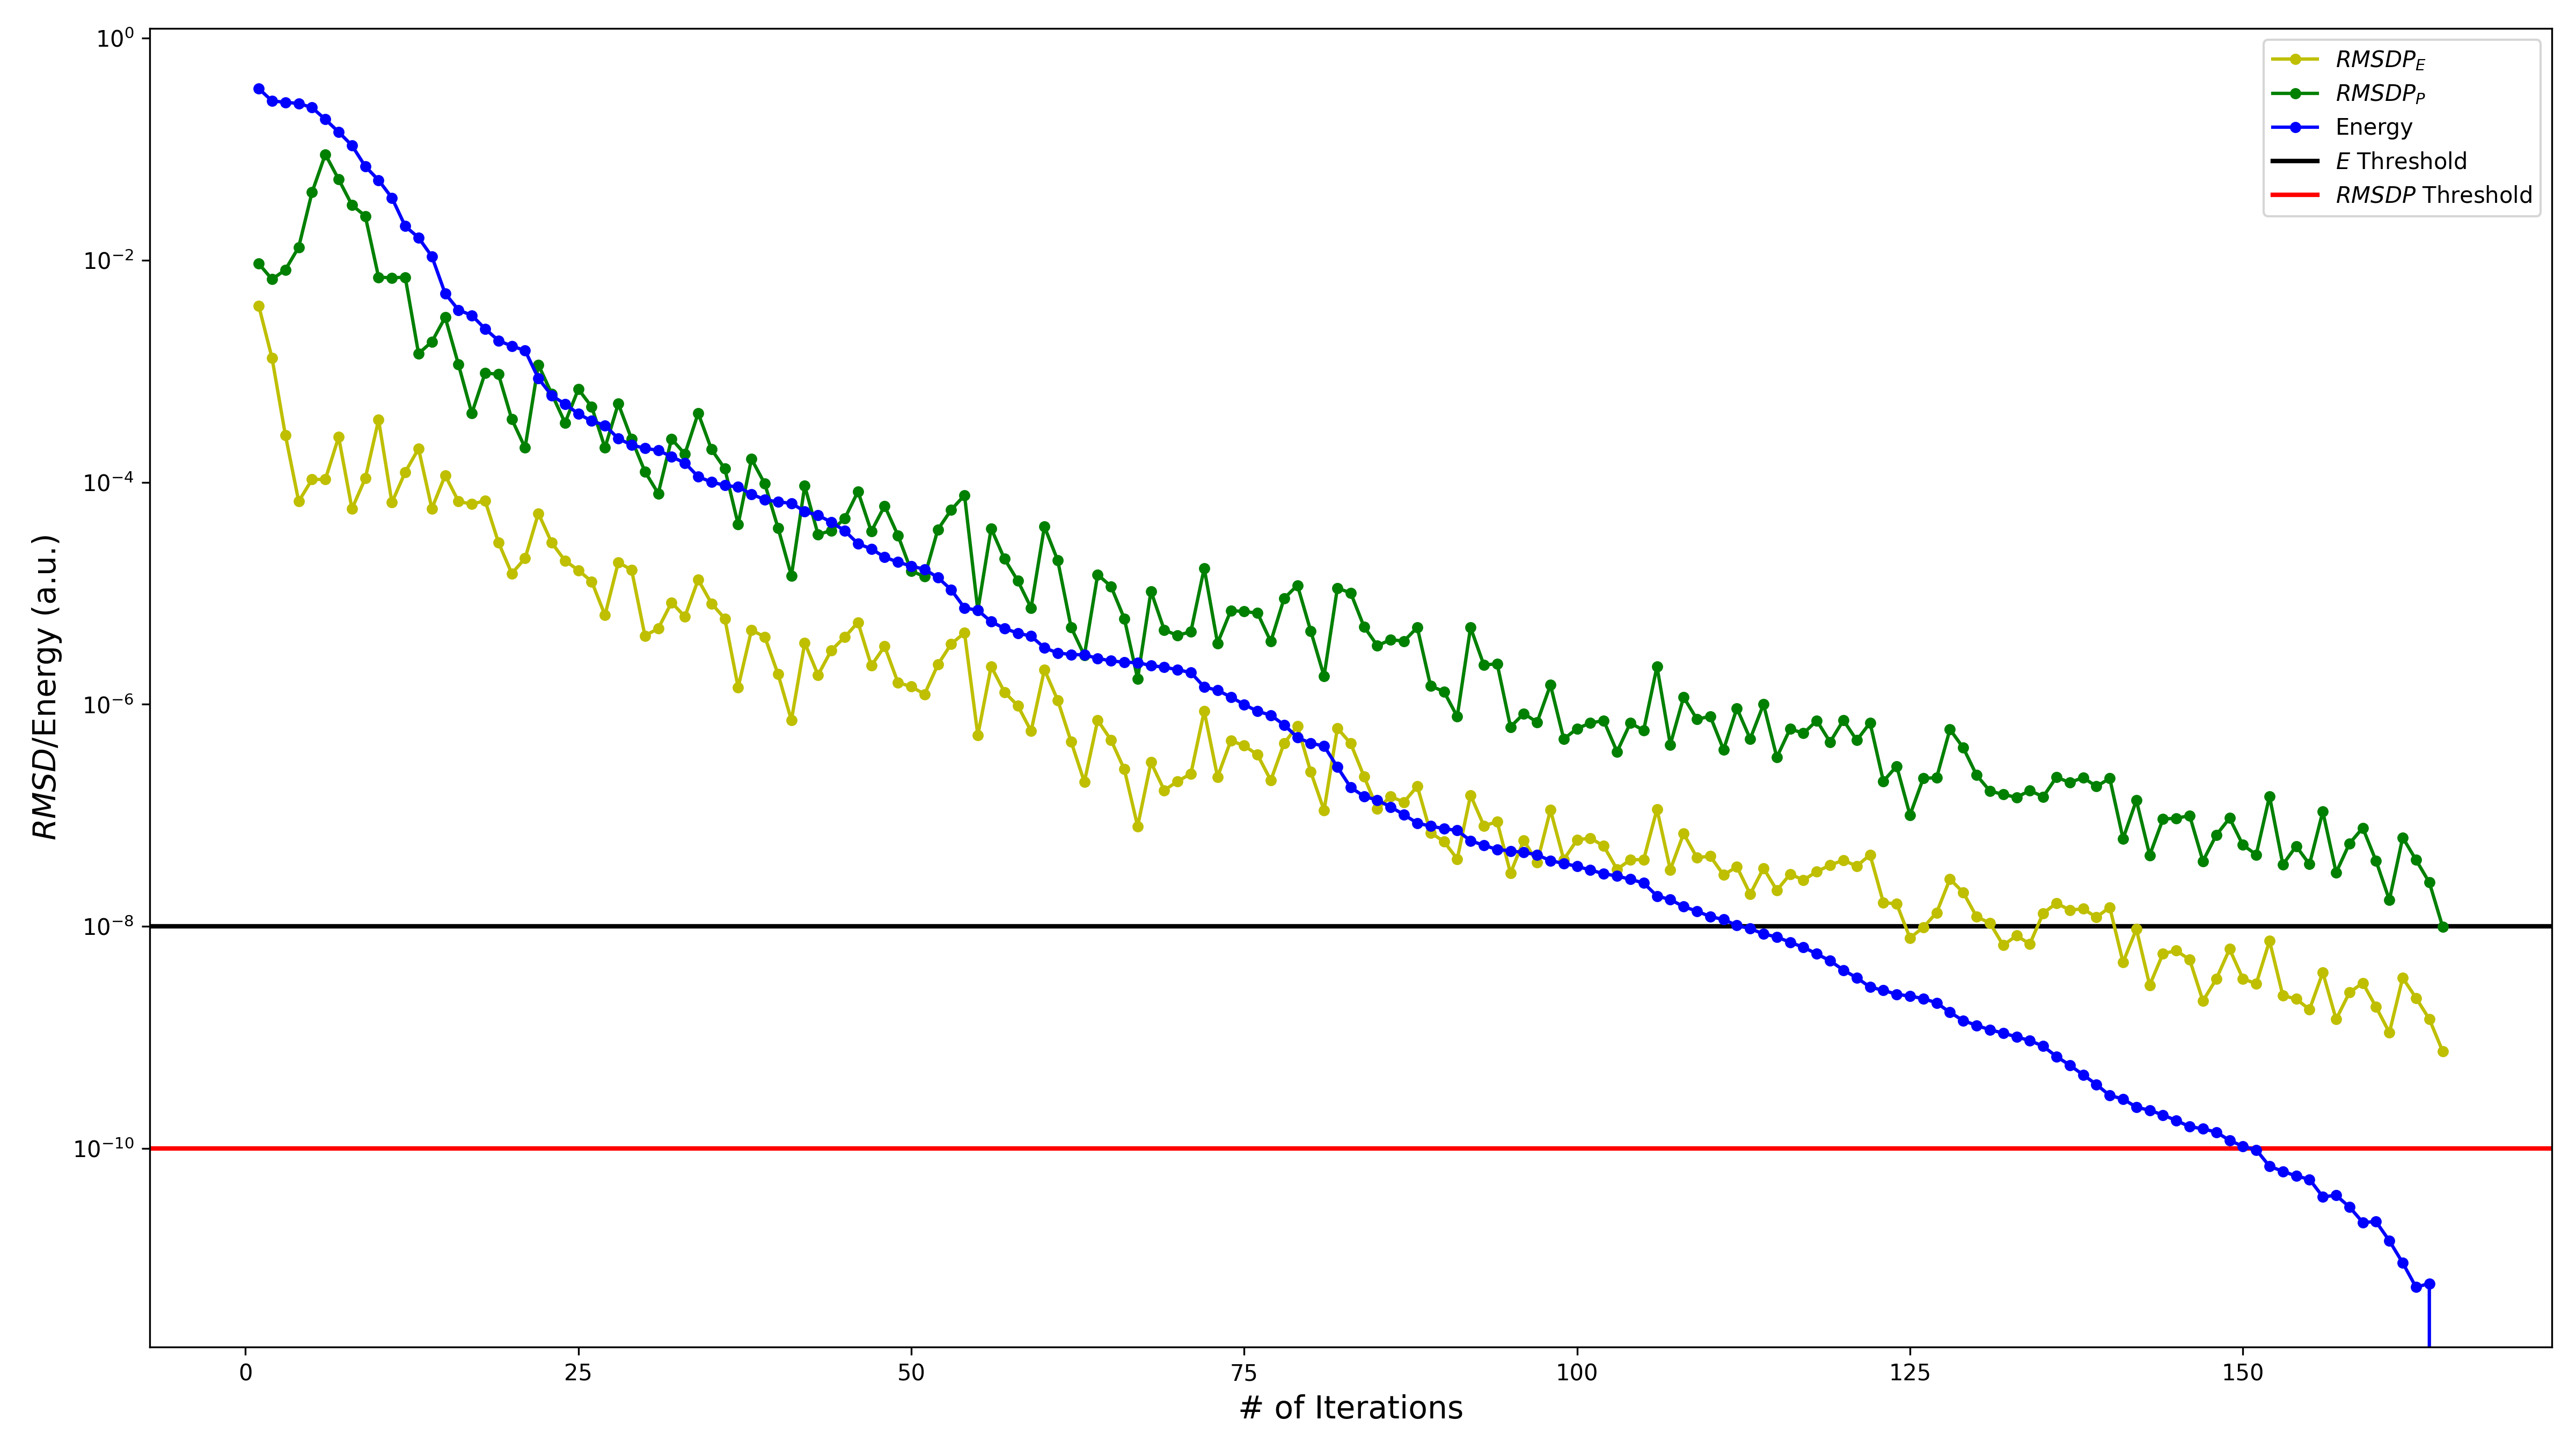 RMSDP_E
RMSDP_P
Energy
E Threshold
RMSDP Threshold
10^0
10^-2
10^-4
10^-6
10^-8
10^-10
RMSD/Energy (a.u.)
0 25 50 75 100 125 150
# of Iterations